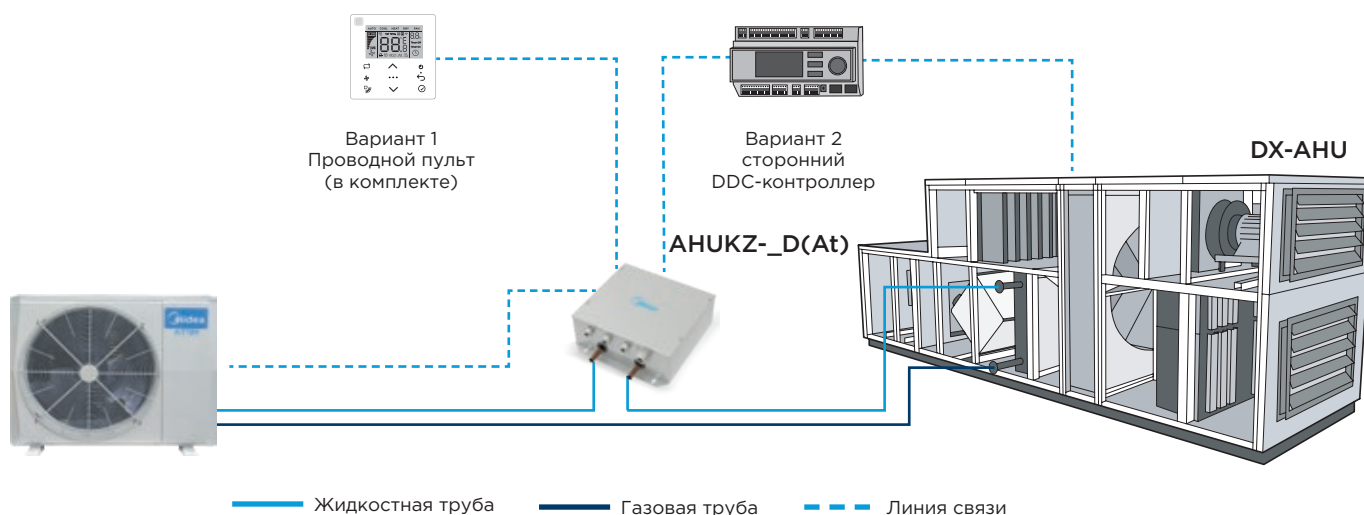 Вариант 1
Проводной пульт
(в комплекте)
Вариант 2
сторонний
DDC-контроллер
DX-AHU
AHUKZ-_D(At)
Midea
Жидкостная труба
Газовая труба
Линия связи